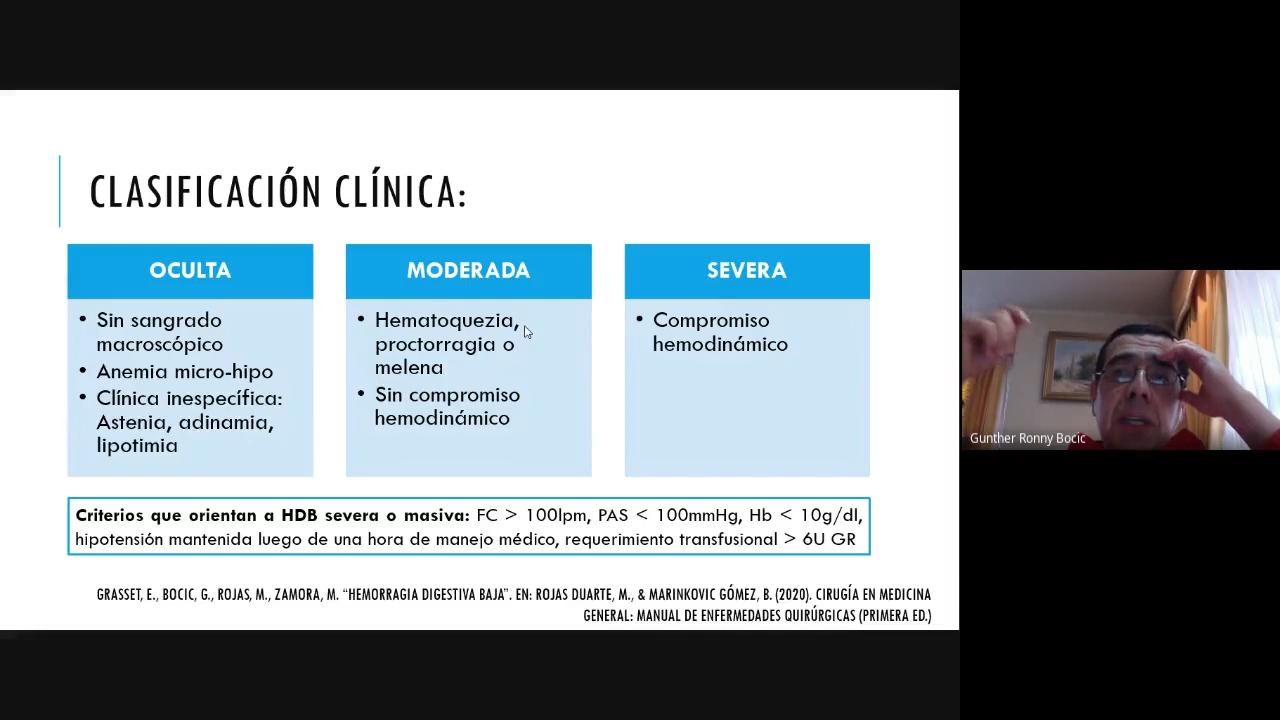 CLASIFICACIÓN CLÍNICA:
OCULTA
• Sin sangrado
macroscópico
• Anemia micro-hipo
• Clínica inespecífica:
Astenia, adinamia,
lipotimia
MODERADA
• Hematoquezia,
proctorragia o
melena
• Sin compromiso
hemodinámico
SEVERA
• Compromiso
hemodinámico
Criterios que orientan a HDB severa o masiva: FC > 100lpm, PAS < 100mmHg, Hb < 10g/dl,
hipotensión mantenida luego de una hora de manejo médico, requerimiento transfusional > 6U GR
GRASSET, E., BOCIC, G., ROJAS, M., ZAMORA, M. “HEMORRAGIA DIGESTIVA BAJA”. EN: ROJAS DUARTE, M., & MARINKOVIC GÓMEZ, B. (2020). CIRUGÍA EN MEDICINA
GENERAL: MANUAL DE ENFERMEDADES QUIRÚRGICAS (PRIMERA ED.)
Gunther Ronny Bocic